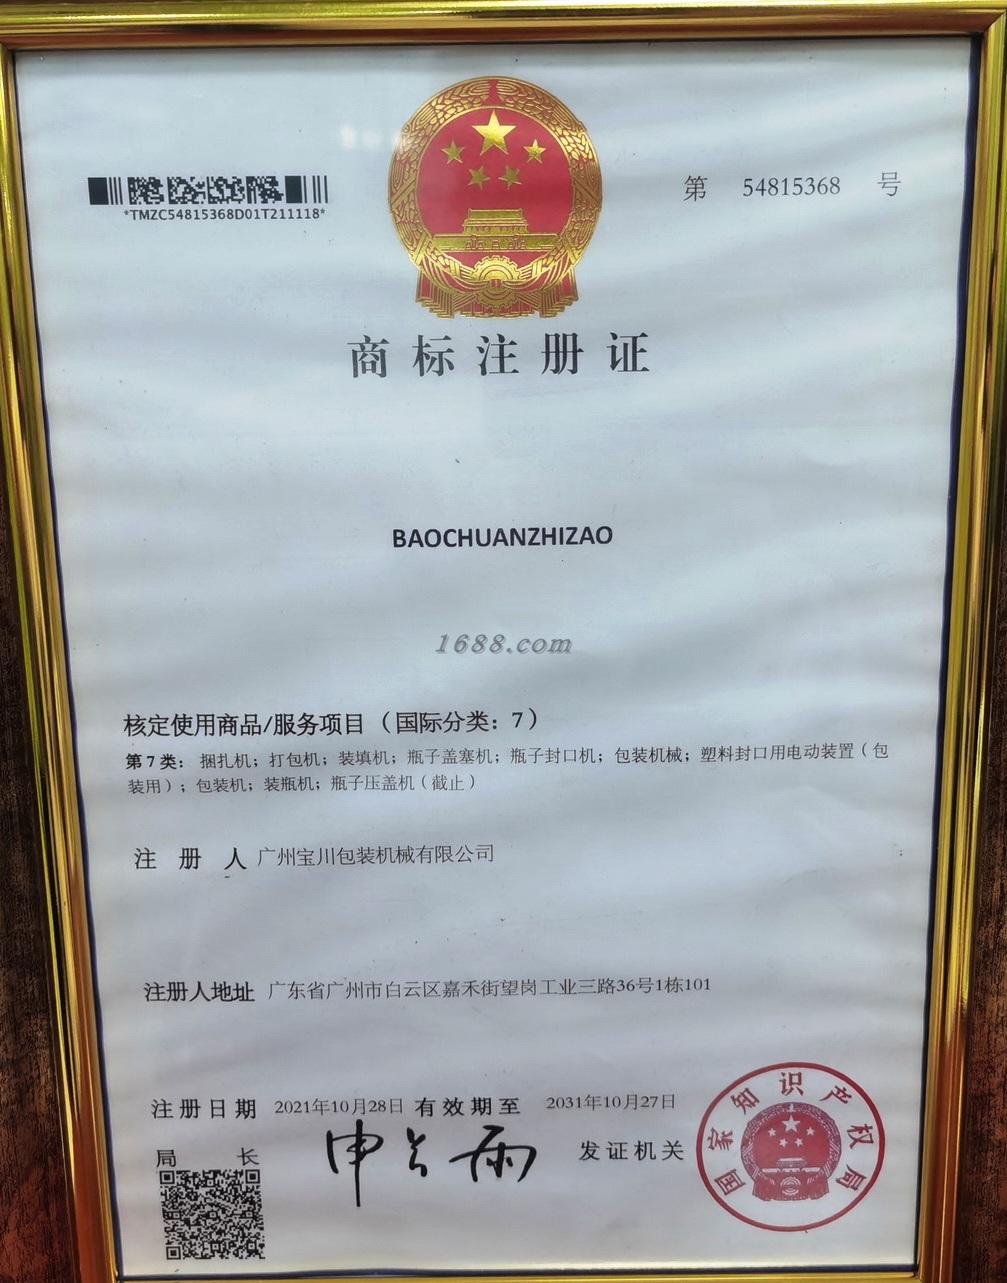 *TMZC54815368D01T211118*
第 54815368 号
商标注册证
BAOCHUANZHIZAO
1688.com
核定使用商品/服务项目（国际分类：7）
第7类：捆扎机；打包机；装填机；瓶子盖塞机；瓶子封口机；包装机械；塑料封口用电动装置（包
装用）；包装机；装瓶机；瓶子压盖机（截止）
注 册 人 广州宝川包装机械有限公司
注册人地址 广东省广州市白云区嘉禾街望岗工业三路36号1栋101
注册日期 2021年10月28日 有效期至 2031年10月27日
局 长 申长雨 发证机关
国家知识产权局